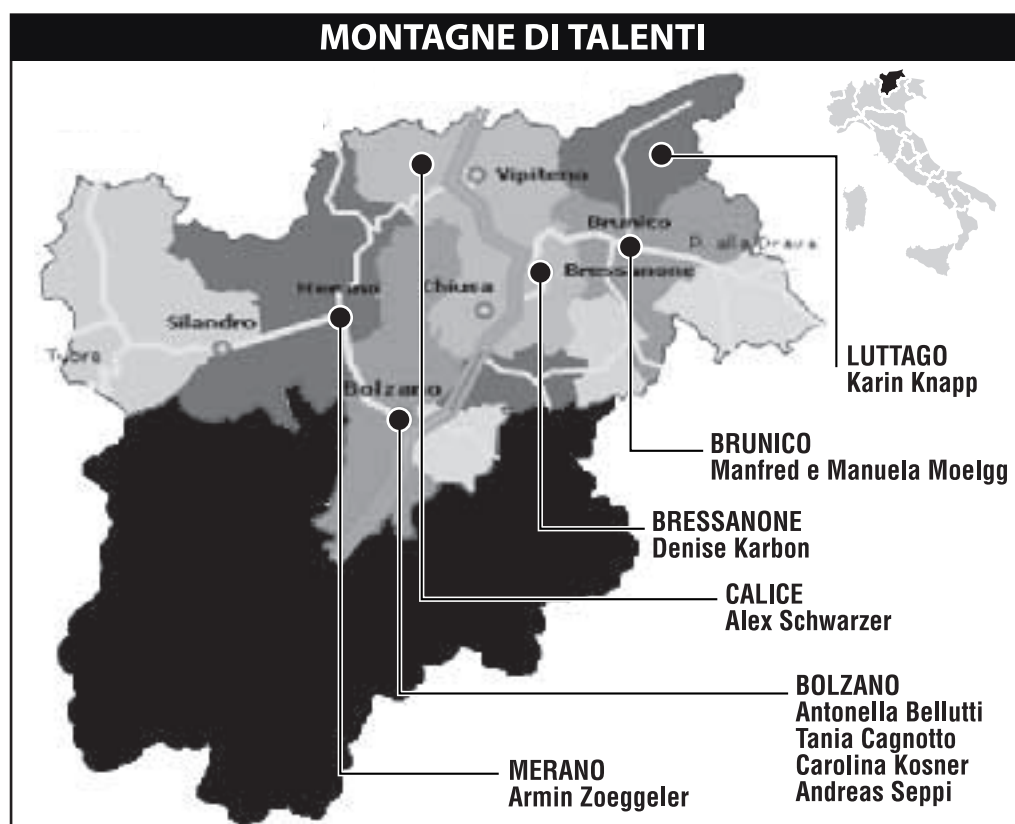 MONTAGNE DI TALENTI
Vipiteno
Brunico
Bressanone
Merano
Chiusa
Silandro
Bolzano
LUTTAGO
Karin Knapp
BRUNICO
Manfred e Manuela Moelgg
BRESSANONE
Denise Karbon
CALICE
Alex Schwarzer
BOLZANO
Antonella Bellutti
Tania Cagnotto
Carolina Kosner
Andreas Seppi
MERANO
Armin Zoeggeler